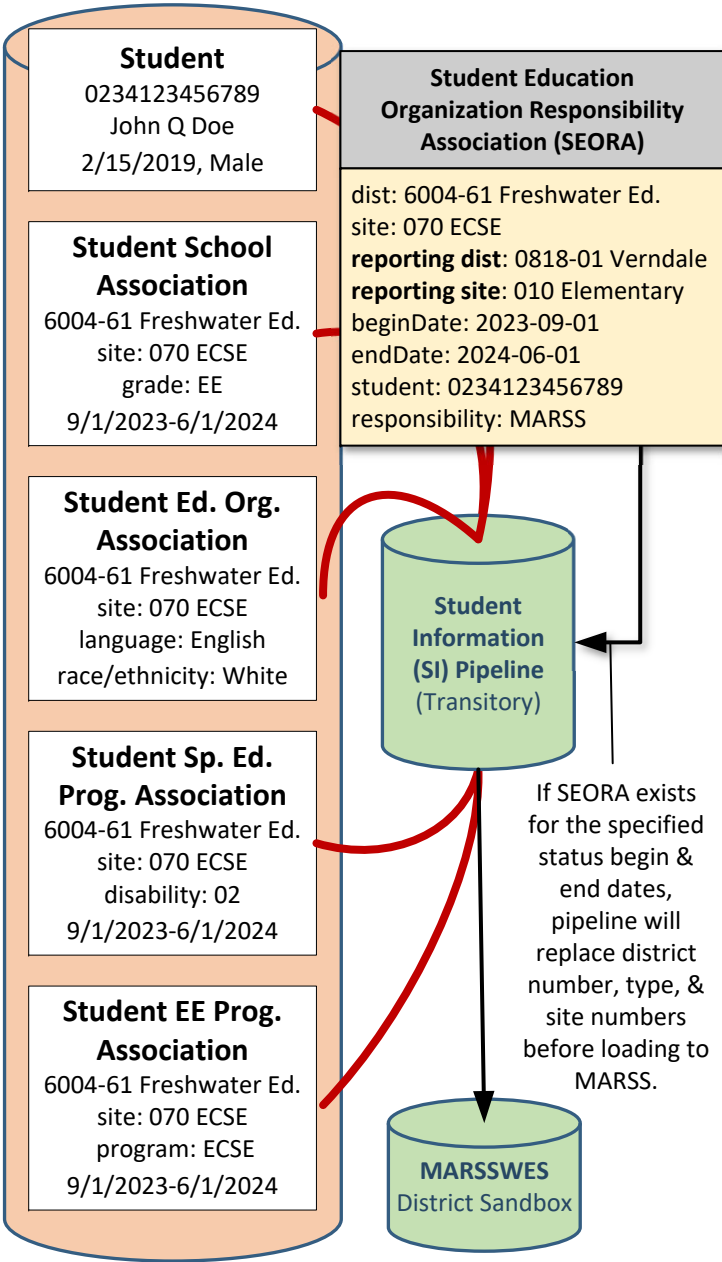 Student
0234123456789
John Q Doe
2/15/2019, Male
Student School
Association
6004-61 Freshwater Ed.
site: 070 ECSE
grade: EE
9/1/2023-6/1/2024
Student Ed. Org.
Association
6004-61 Freshwater Ed.
site: 070 ECSE
language: English
race/ethnicity: White
Student Sp. Ed.
Prog. Association
6004-61 Freshwater Ed.
site: 070 ECSE
disability: 02
9/1/2023-6/1/2024
Student EE Prog.
Association
6004-61 Freshwater Ed.
site: 070 ECSE
program: ECSE
9/1/2023-6/1/2024
Student Education
Organization Responsibility
Association (SEORA)
dist: 6004-61 Freshwater Ed.
site: 070 ECSE
reporting dist: 0818-01 Verndale
reporting site: 010 Elementary
beginDate: 2023-09-01
endDate: 2024-06-01
student: 0234123456789
responsibility: MARSS
Student
Information
(SI) Pipeline
(Transitory)
If SEORA exists
for the specified
status begin &
end dates,
pipeline will
replace district
number, type, &
site numbers
before loading to
MARSS.
MARSSWES
District Sandbox